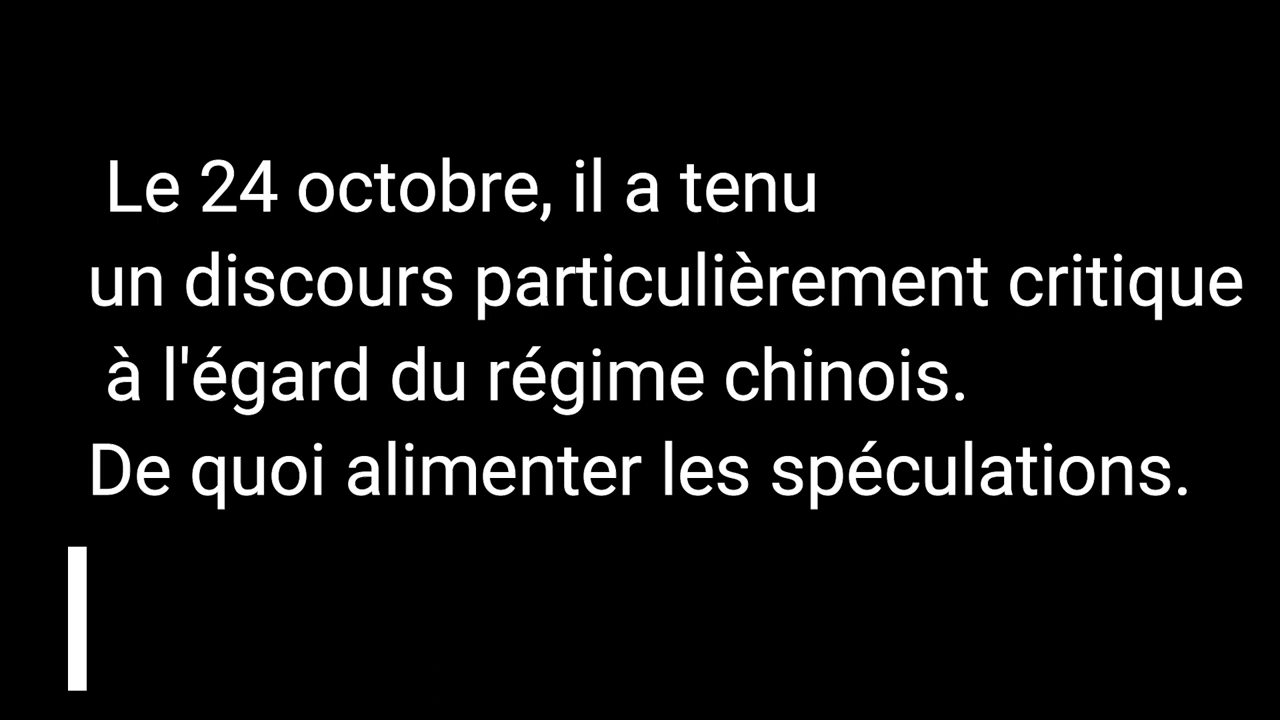 Le 24 octobre, il a tenu
un discours particulièrement critique
à l'égard du régime chinois.
De quoi alimenter les spéculations.